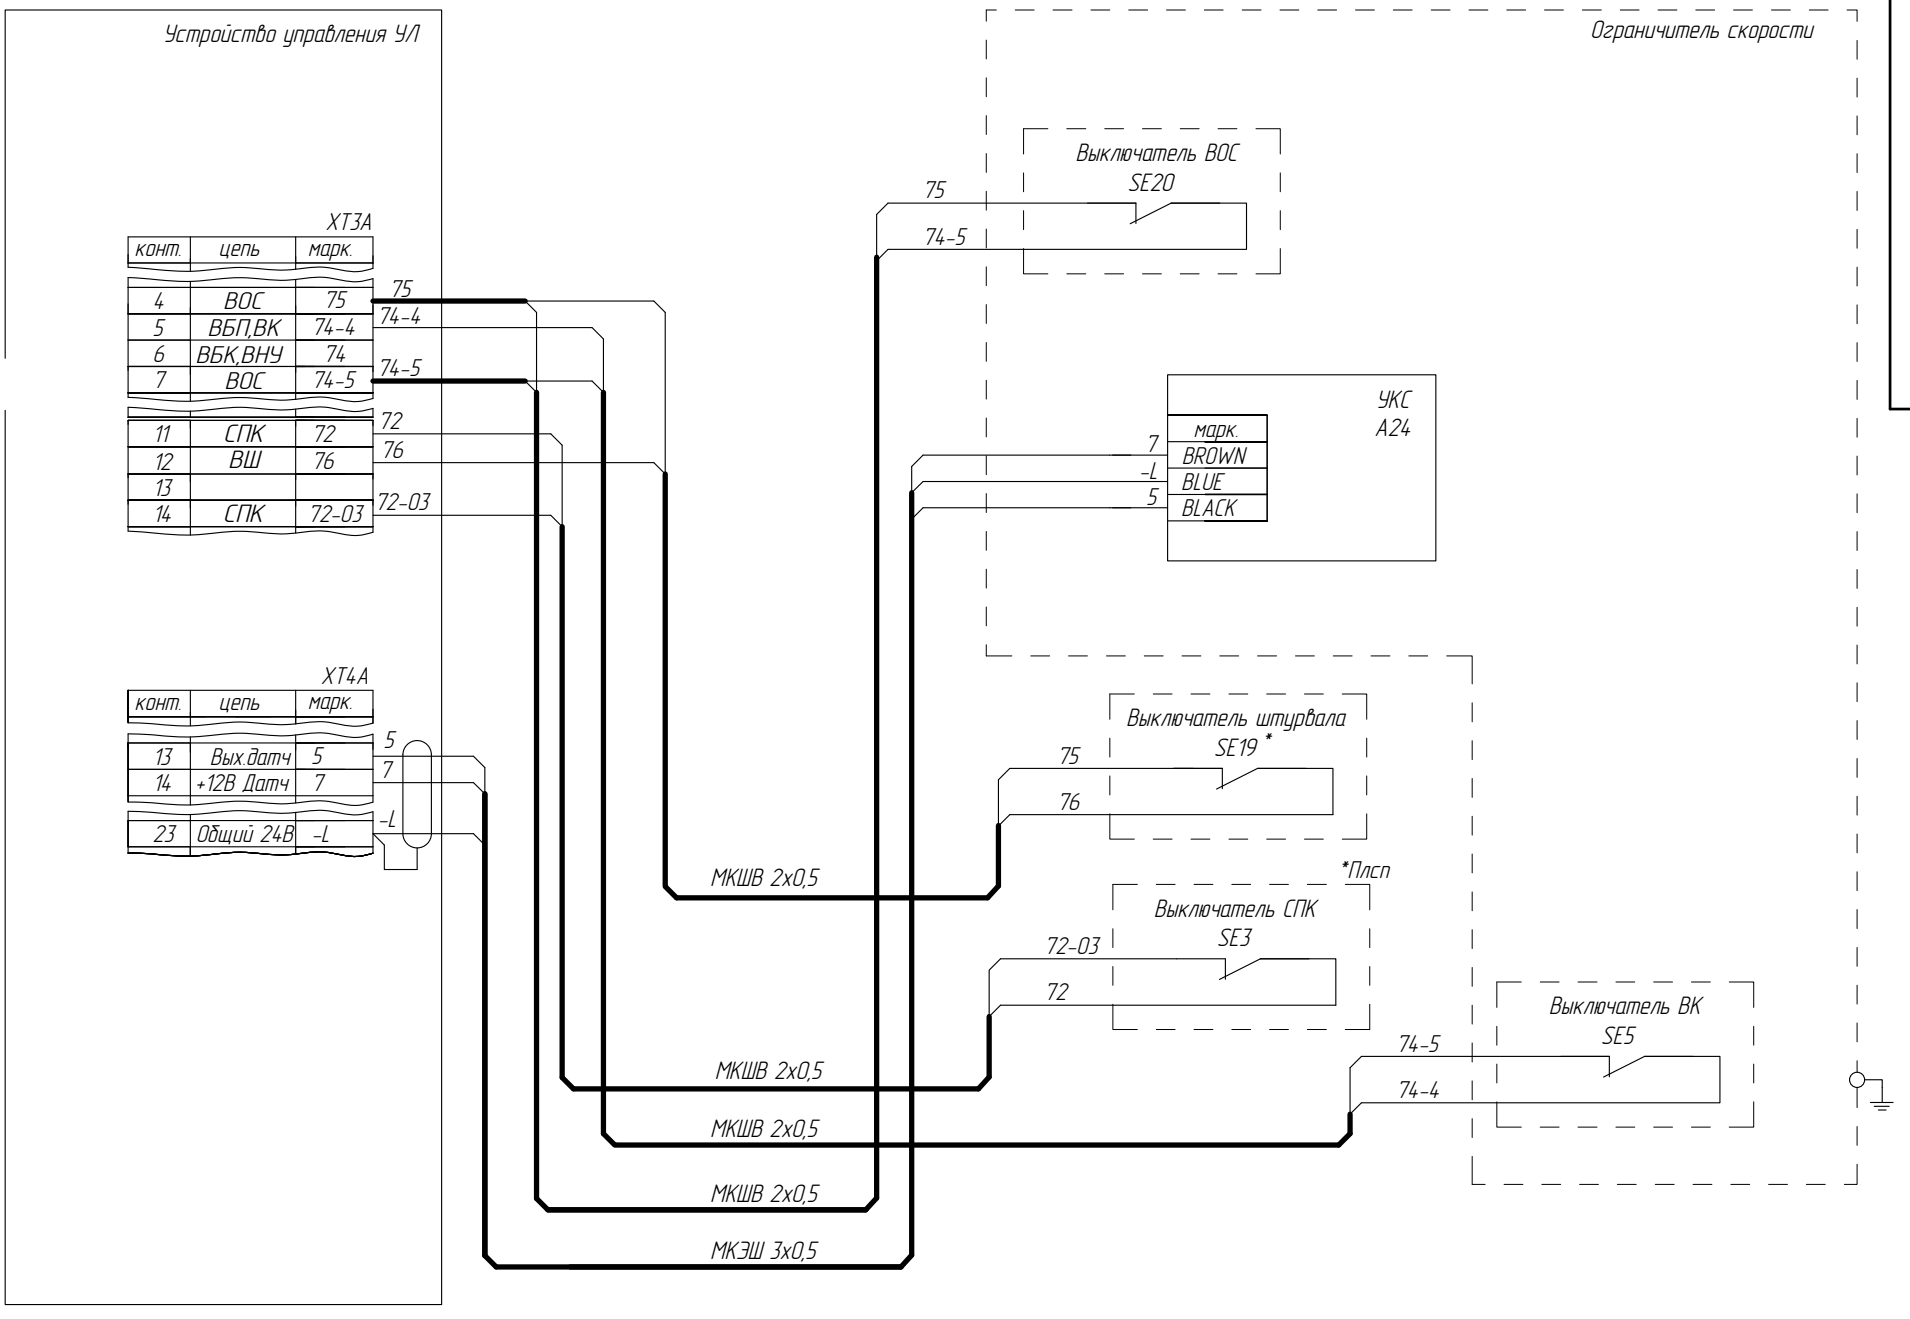 Устройство управления УЛ
Ограничитель скорости
Выключатель ВОС
SE20
75
74-5
XT3A
конт. цепь марк.
4 ВОС 75
5 ВБП,ВК 74-4
6 ВБК,ВНУ 74
7 ВОС 74-5
11 СПК 72
12 ВШ 76
13
14 СПК 72-03
75
74-4
74-5
72
76
72-03
УКС
А24
марк.
7 BROWN
-L BLUE
5 BLACK
XT4A
конт. цепь марк.
13 Вых.датч 5
14 +12В Датч 7
23 Общий 24В -L
5
7
-L
Выключатель штурвала
SE19 *
75
76
*Плсп
МКШВ 2х0,5
Выключатель СПК
SE3
72-03
72
МКШВ 2х0,5
Выключатель ВК
SE5
74-5
74-4
МКШВ 2х0,5
МКШВ 2х0,5
МКЭШ 3х0,5